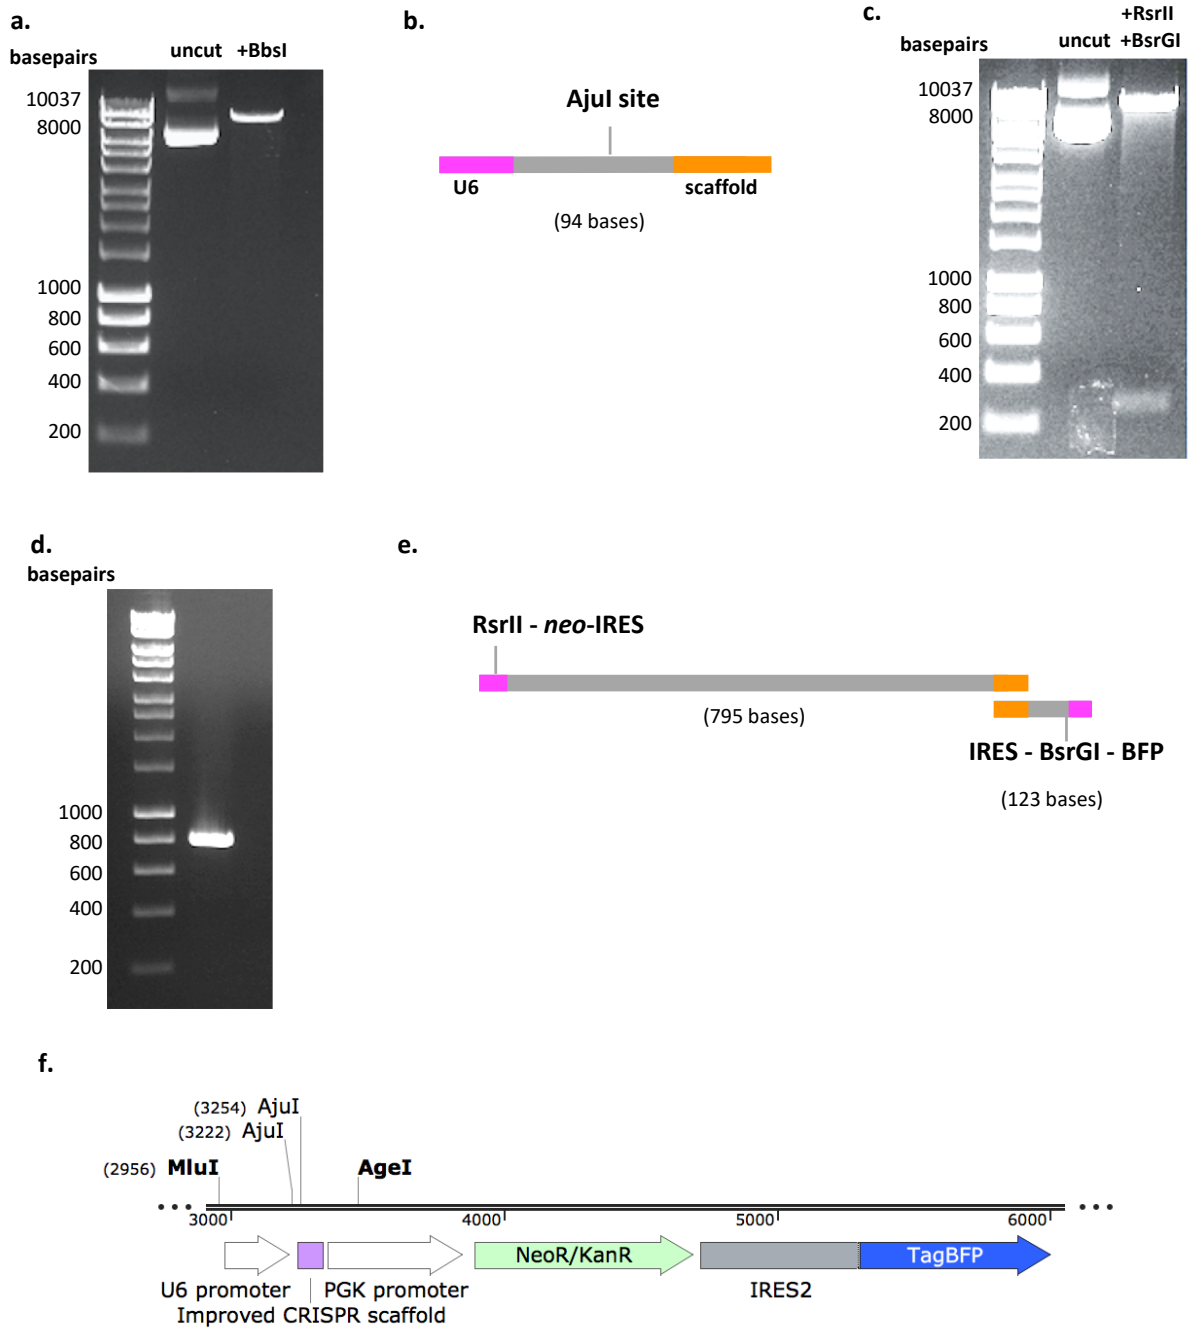 a.
basepairs
uncut +BbsI
10037
8000
1000
800
600
400
200
b.
AjuI site
U6
scaffold
(94 bases)
c.
basepairs
+RsrII
uncut +BsrGI
10037
8000
1000
800
600
400
200
d.
basepairs
1000
800
600
400
200
e.
RsrII - neo-IRES
(795 bases)
IRES - BsrGI - BFP
(123 bases)
f.
(3254) AjuI
(3222) AjuI
(2956) MluI
AgeI
3000
4000
5000
6000
NeoR/KanR
TagBFP
U6 promoter
PGK promoter
IRES2
Improved CRISPR scaffold